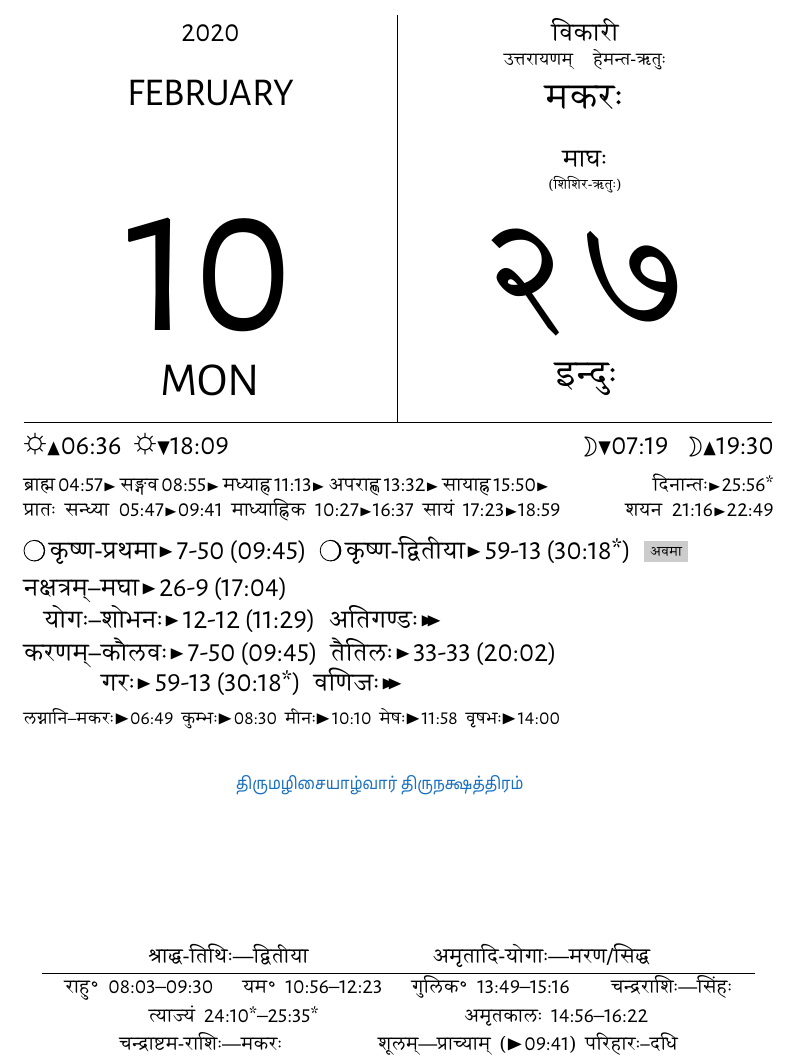 2020
FEBRUARY
10
MON
विकारी
उत्तरायणम् हेमन्त-ऋतुः
मकरः
माघः
(शिशिर-ऋतुः)
२७
इन्दुः
☼▲06:36 ☼▼18:09 ☽▼07:19 ☽▲19:30
ब्राह्म 04:57► सङ्गव 08:55► मध्याह्न 11:13► अपराह्ण 13:32► सायाह्न 15:50► दिनान्तः►25:56*
प्रातः सन्ध्या 05:47►09:41 माध्याह्निक 10:27►16:37 सायं 17:23►18:59 शयन 21:16►22:49
○कृष्ण-प्रथमा►7-50 (09:45) ○कृष्ण-द्वितीया►59-13 (30:18*) अवमा
नक्षत्रम्–मघा►26-9 (17:04)
योगः–शोभनः►12-12 (11:29) अतिगण्डः►►
करणम्–कौलवः►7-50 (09:45) तैतिलः►33-33 (20:02)
गरः►59-13 (30:18*) वणिजः►►
लग्नानि–मकरः►06:49 कुम्भः►08:30 मीनः►10:10 मेषः►11:58 वृषभः►14:00
திருமழிசையாழ்வார் திருநக்ஷத்திரம்
श्राद्ध-तिथिः—द्वितीया अमृतादि-योगाः—मरण/सिद्ध
राहु° 08:03–09:30 यम° 10:56–12:23 गुलिक° 13:49–15:16 चन्द्रराशिः—सिंहः
त्याज्यं 24:10*–25:35* अमृतकालः 14:56–16:22
चन्द्राष्टम-राशिः—मकरः शूलम्—प्राच्याम् (►09:41) परिहारः–दधि